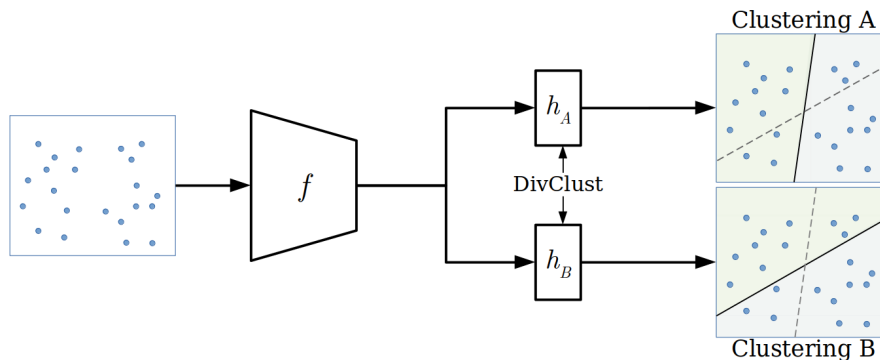 Clustering A
h_A
f
DivClust
h_B
Clustering B